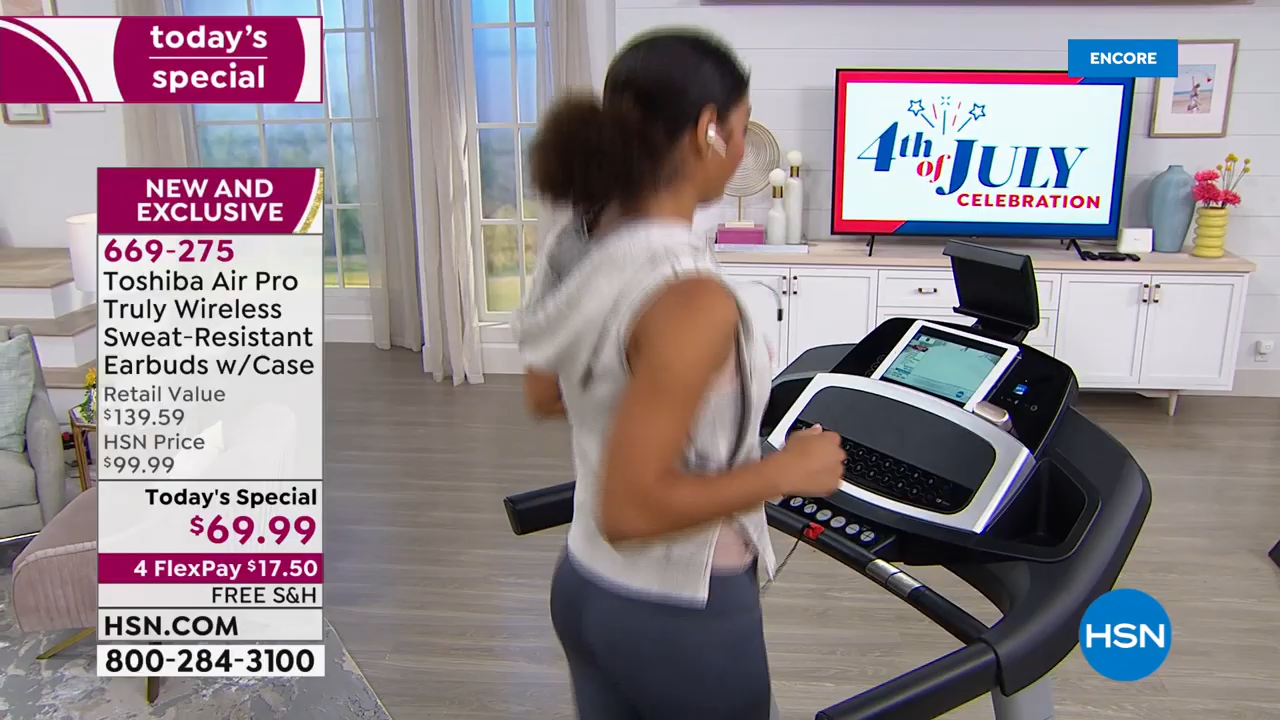 today's
special
ENCORE
4th
of JULY
CELEBRATION
NEW AND
EXCLUSIVE
669-275
Toshiba Air Pro
Truly Wireless
Sweat-Resistant
Earbuds w/Case
Retail Value
$139.59
HSN Price
$99.99
Today's Special
$69.99
4 FlexPay $17.50
FREE S&H
HSN.COM
800-284-3100
HSN